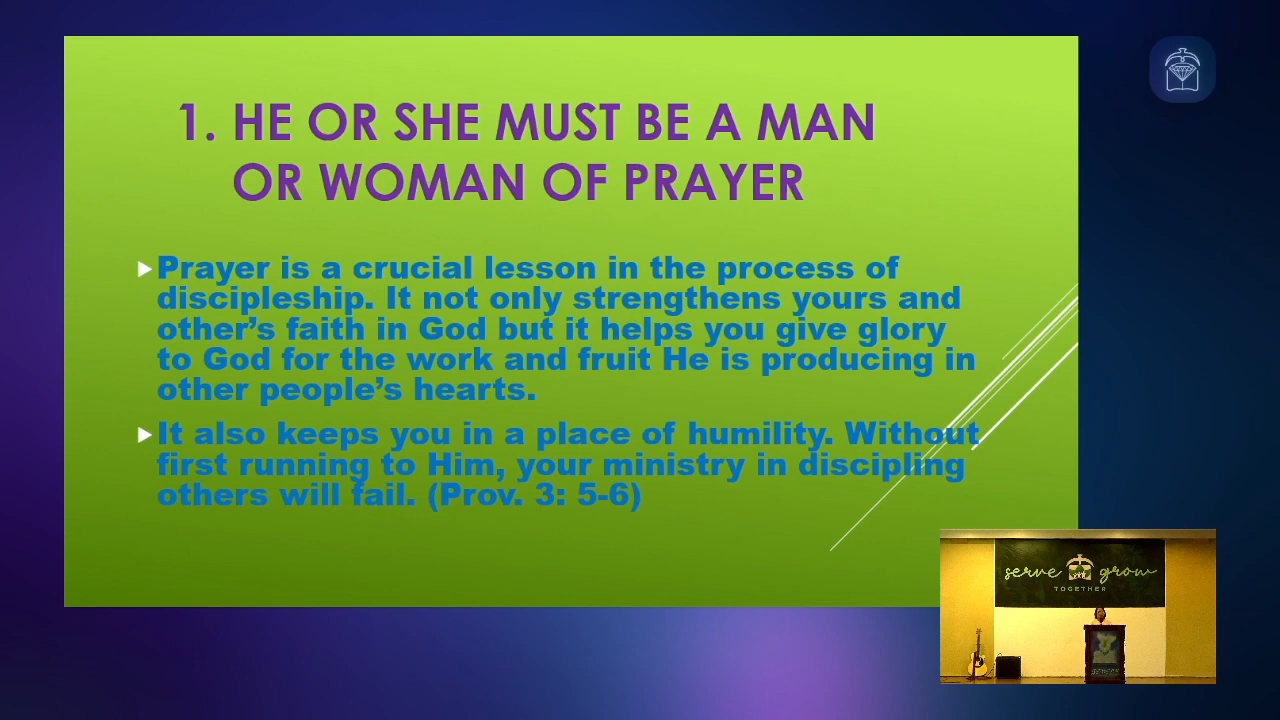 1. HE OR SHE MUST BE A MAN
OR WOMAN OF PRAYER
Prayer is a crucial lesson in the process of
discipleship. It not only strengthens yours and
other's faith in God but it helps you give glory
to God for the work and fruit He is producing in
other people's hearts.
It also keeps you in a place of humility. Without
first running to Him, your ministry in discipling
others will fail. (Prov. 3: 5-6)
serve grow
TOGETHER